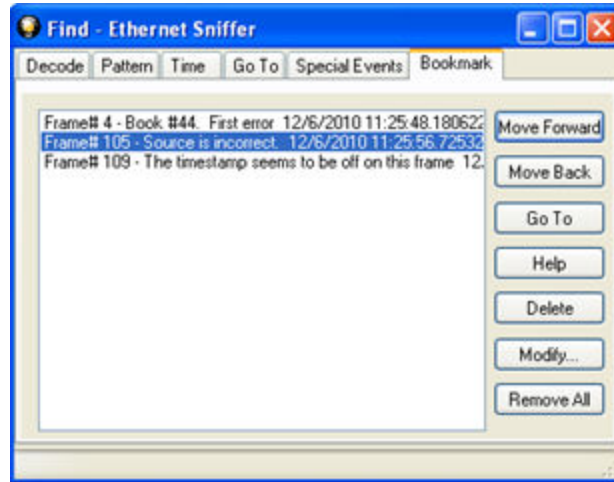 Find - Ethernet Sniffer
Decode Pattern Time Go To Special Events Bookmark
Frame# 4 - Book #44. First error 12/6/2010 11:25:48.180622
Frame# 105 - Source is incorrect. 12/6/2010 11:25:56.72532
Frame# 109 - The timestamp seems to be off on this frame 12.
Move Forward
Move Back
Go To
Help
Delete
Modify...
Remove All